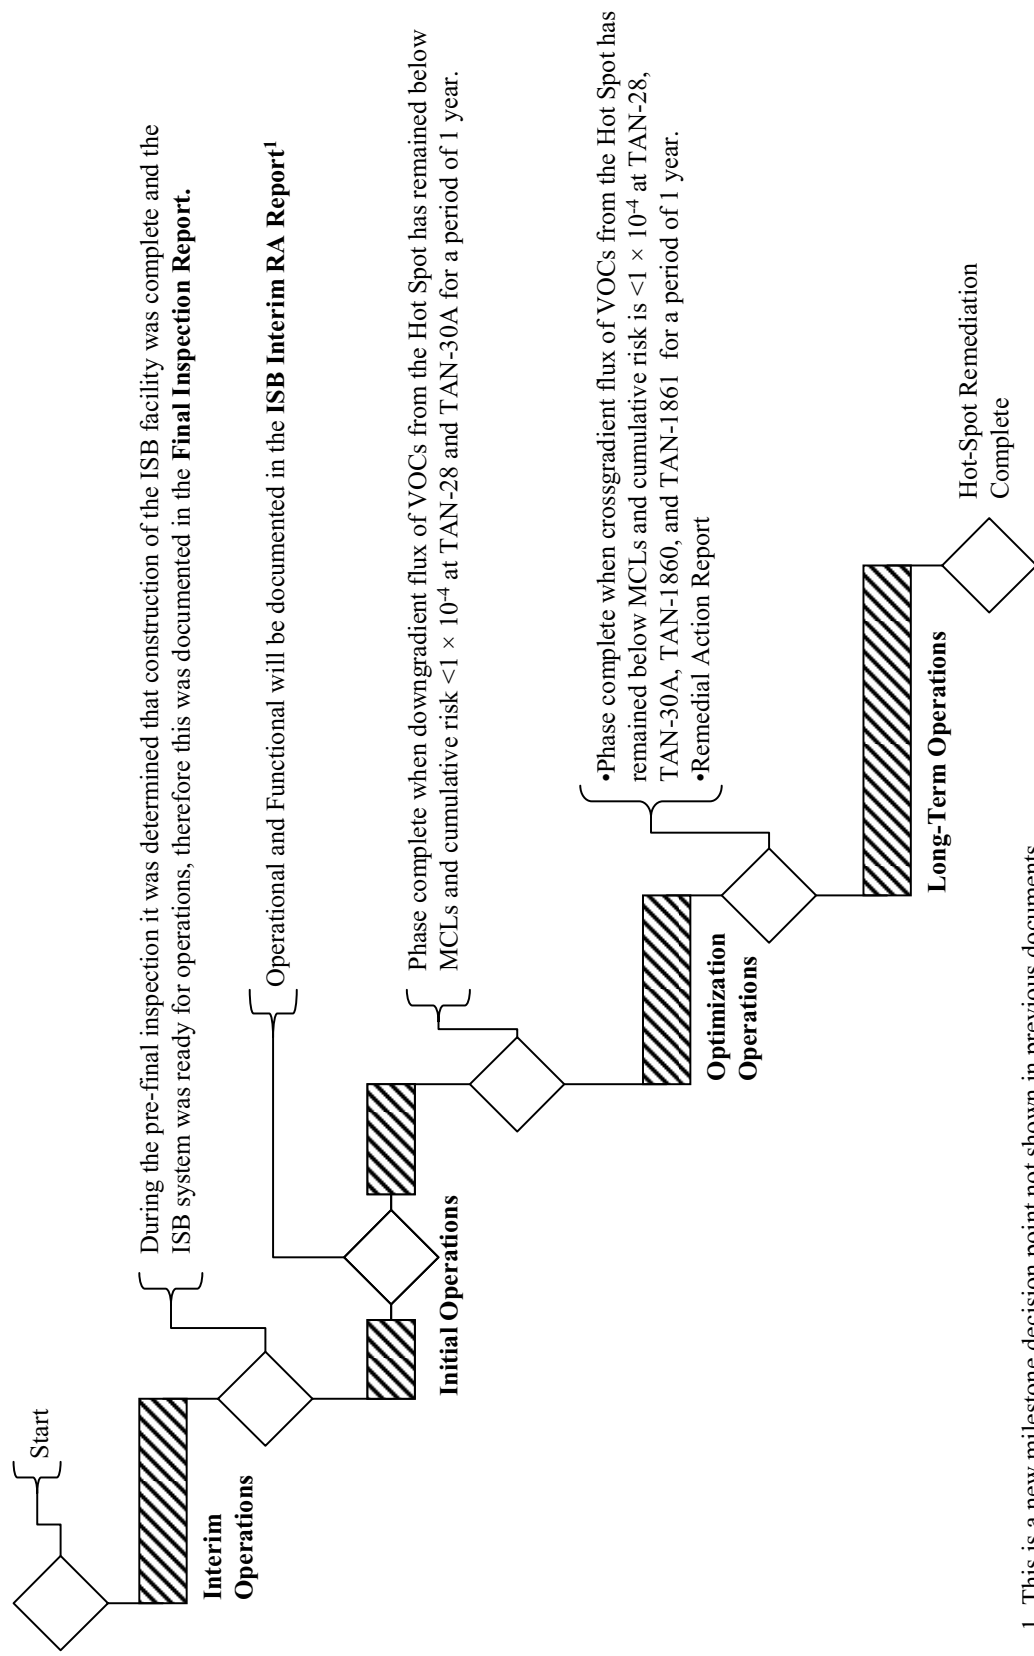 Start
During the pre-final inspection it was determined that construction of the ISB facility was complete and the
ISB system was ready for operations, therefore this was documented in the Final Inspection Report.
Interim
Operations
Operational and Functional will be documented in the ISB Interim RA Report¹
Initial Operations
Phase complete when downgradient flux of VOCs from the Hot Spot has remained below
MCLs and cumulative risk <1 × 10⁻⁴ at TAN-28 and TAN-30A for a period of 1 year.
Optimization
Operations
•Phase complete when crossgradient flux of VOCs from the Hot Spot has
remained below MCLs and cumulative risk is <1 × 10⁻⁴ at TAN-28,
TAN-30A, TAN-1860, and TAN-1861 for a period of 1 year.
•Remedial Action Report
Long-Term Operations
Hot-Spot Remediation
Complete
1. This is a new milestone decision point not shown in previous documents